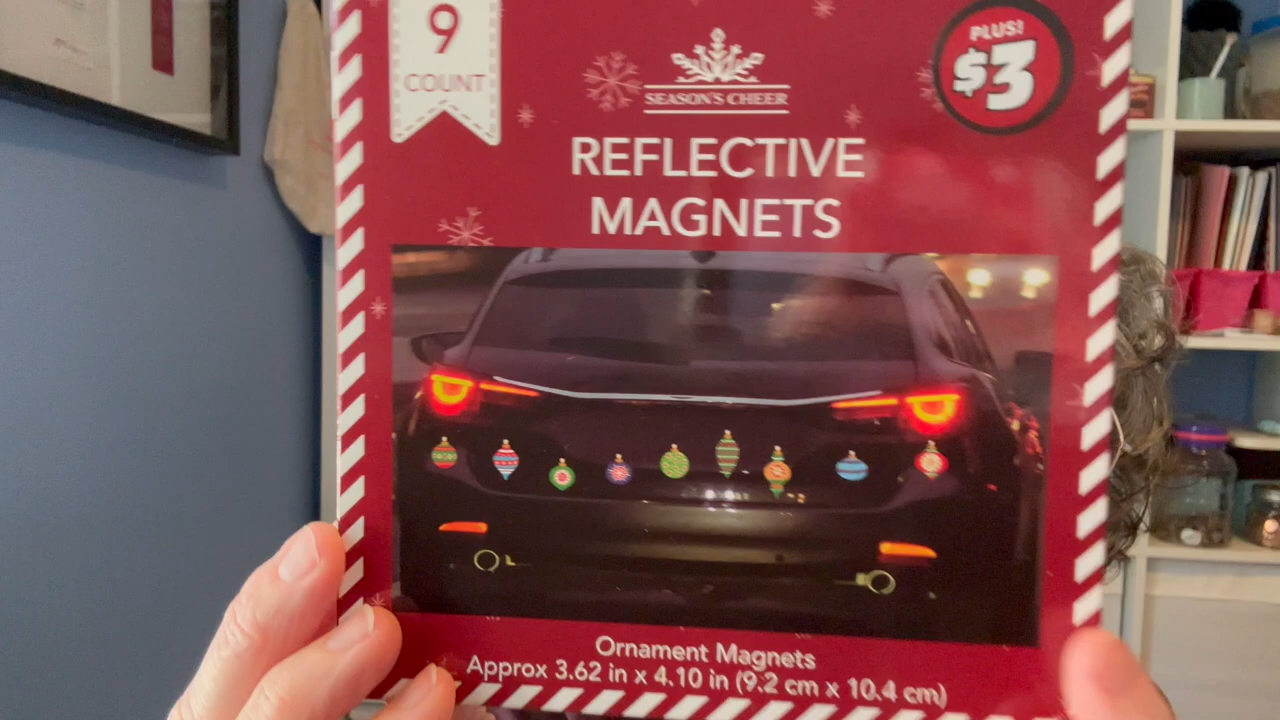 9
COUNT
SEASON'S CHEER
PLUS!
$3
REFLECTIVE
MAGNETS
Ornament Magnets
Approx 3.62 in x 4.10 in (9.2 cm x 10.4 cm)